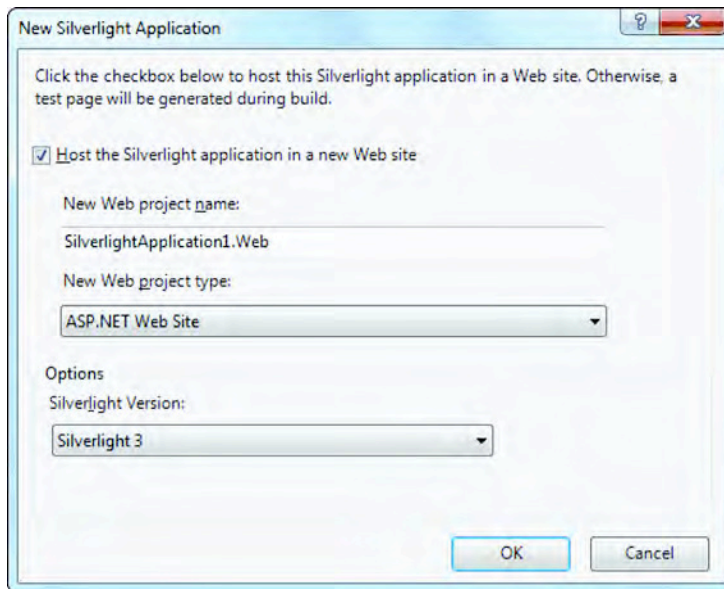 New Silverlight Application
?
Click the checkbox below to host this Silverlight application in a Web site. Otherwise, a
test page will be generated during build.
Host the Silverlight application in a new Web site
New Web project name:
SilverlightApplication1.Web
New Web project type:
ASP.NET Web Site
Options
Silverlight Version:
Silverlight 3
OK Cancel